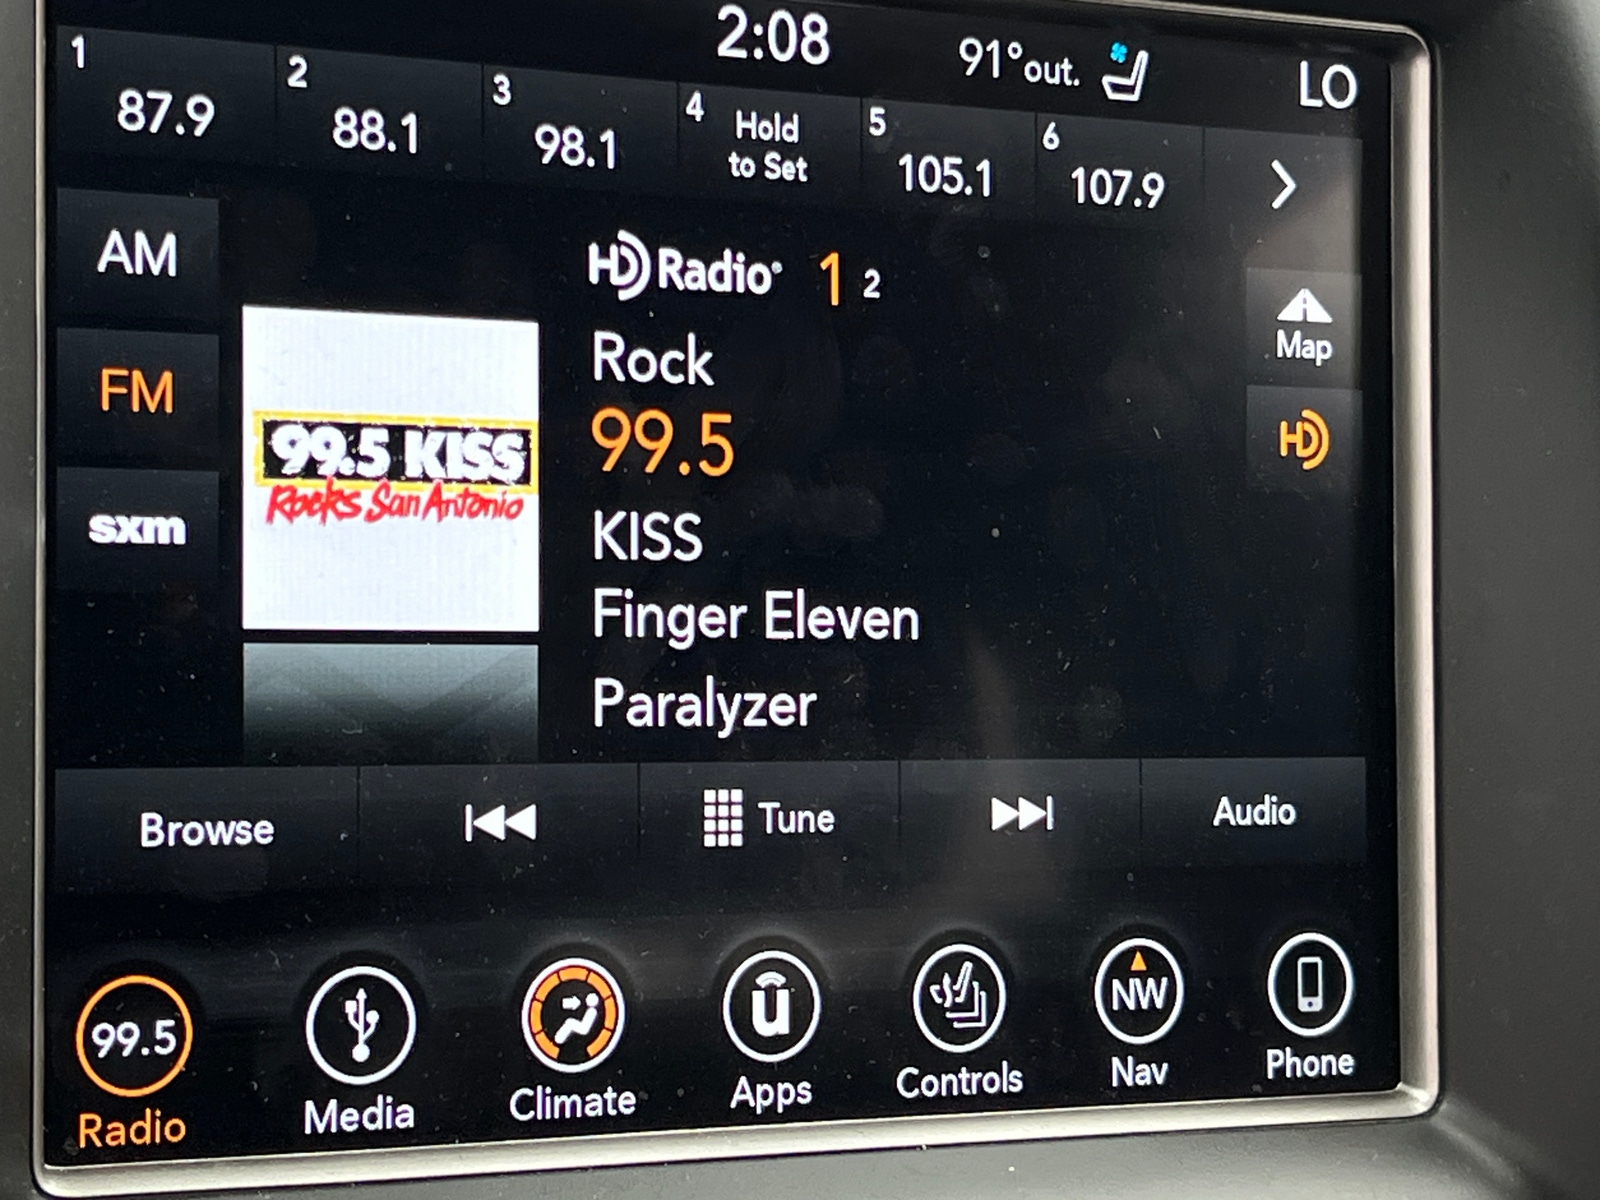 2:08
91°out.
LO
1
87.9
2
88.1
3
98.1
4
Hold
to Set
5
105.1
6
107.9
AM
FM
sxm
HD Radio® 1 2
Rock
99.5
KISS
Finger Eleven
Paralyzer
99.5 KISS
Rocks San Antonio
Map
HD
Browse
Tune
Audio
99.5
Radio
Media
Climate
u
Apps
Controls
NW
Nav
Phone